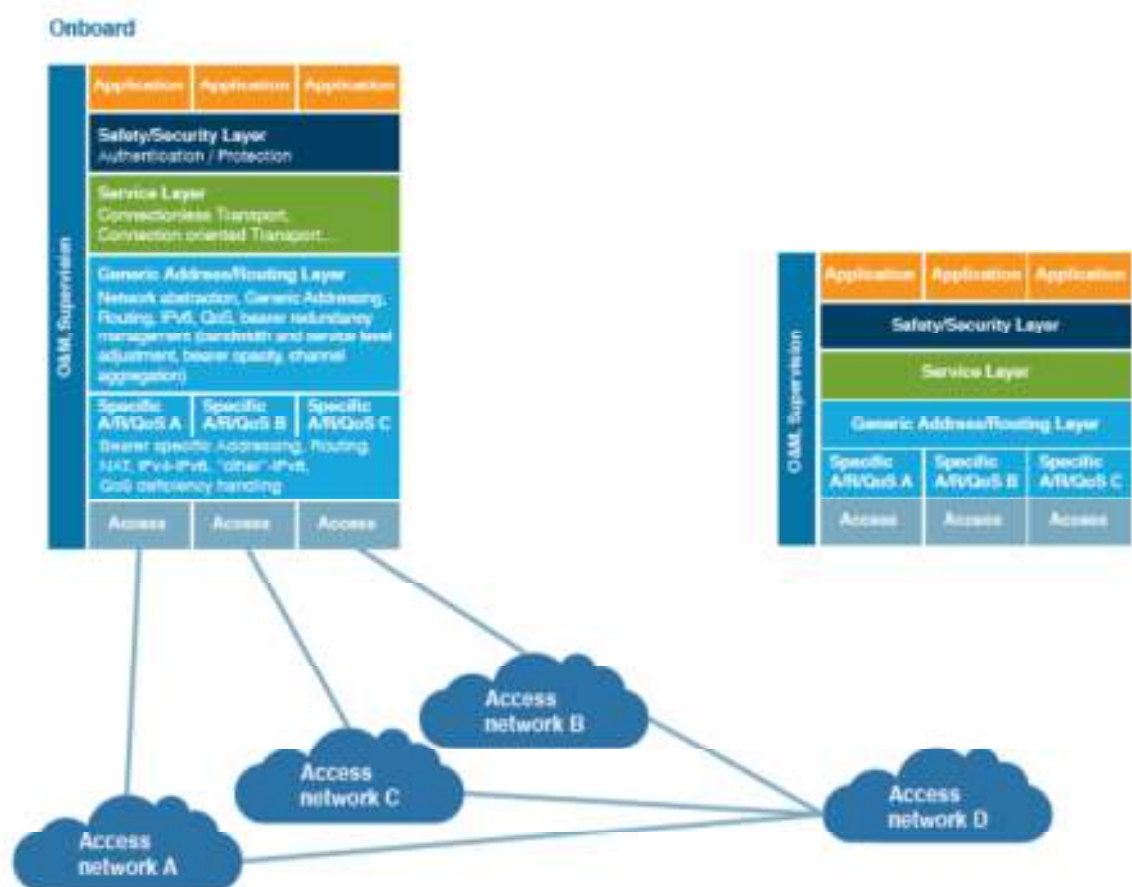 Onboard
O&M, Supervision
Application Application Application
Safety/Security Layer
Authentication / Protection
Service Layer
Connectionless Transport,
Connection oriented Transport...
Generic Address/Routing Layer
Network abstraction, Generic Addressing,
Routing, IPv6, QoS, bearer redundancy
management (bandwidth and service level
adjustment, bearer opacity, channel
aggregation)
Specific Specific Specific
A/R/QoS A A/R/QoS B A/R/QoS C
Bearer specific Addressing, Routing,
NAT, IPv4-IPv6, "other"-IPv6,
QoS deficiency handling
Access Access Access
O&M, Supervision
Application Application Application
Safety/Security Layer
Service Layer
Generic Address/Routing Layer
Specific Specific Specific
A/R/QoS A A/R/QoS B A/R/QoS C
Access Access Access
Access
network B
Access
network C
Access
network D
Access
network A